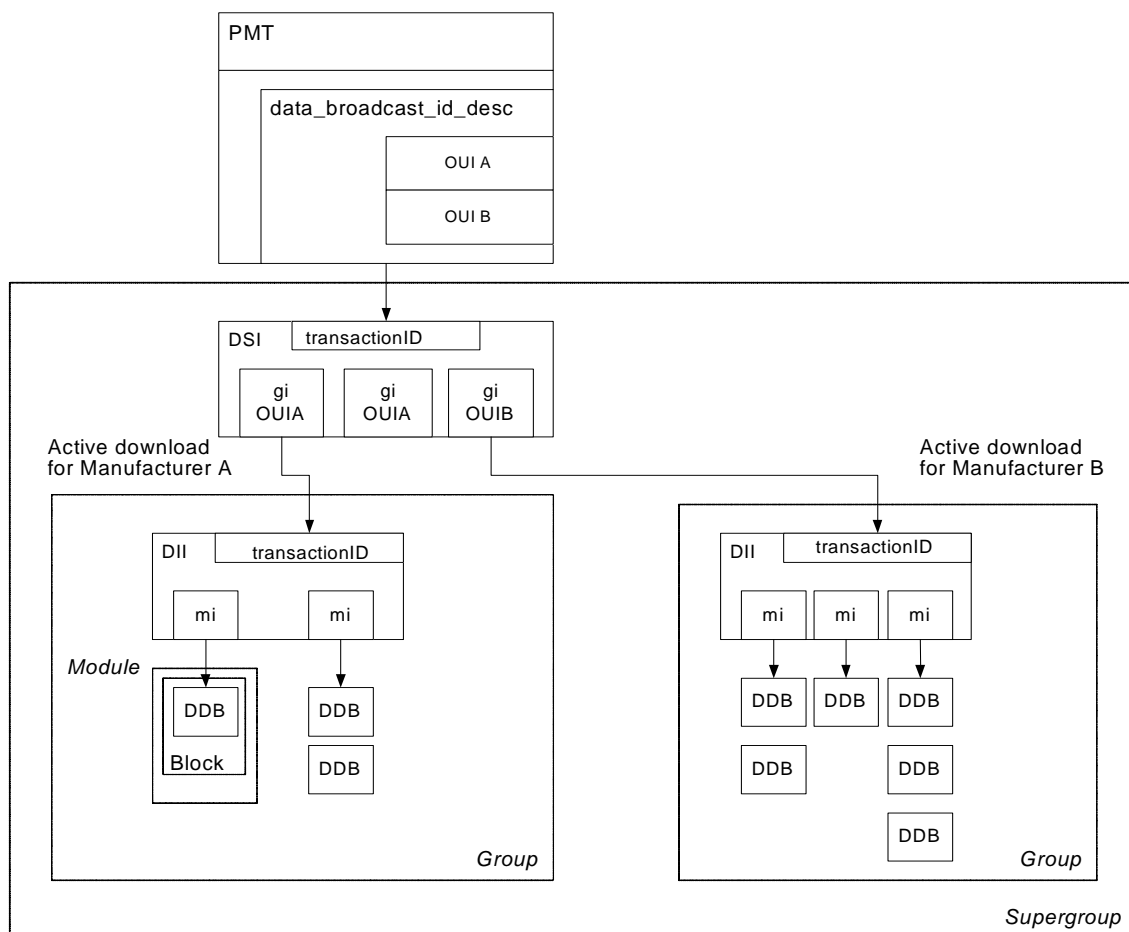 PMT
data_broadcast_id_desc
OUI A
OUI B
DSI
transactionID
gi
OUIA
gi
OUIA
gi
OUIB
Active download
for Manufacturer A
Active download
for Manufacturer B
DII
transactionID
mi
mi
Module
DDB
Block
DDB
DDB
Group
DII
transactionID
mi
mi
mi
DDB
DDB
DDB
DDB
DDB
DDB
Group
Supergroup